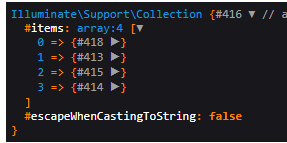 Illuminate\Support\Collection {#416 ▼ // a
#items: array:4 [▼
0 => {#418 ▶}
1 => {#413 ▶}
2 => {#415 ▶}
3 => {#414 ▶}
]
#escapeWhenCastingToString: false
}